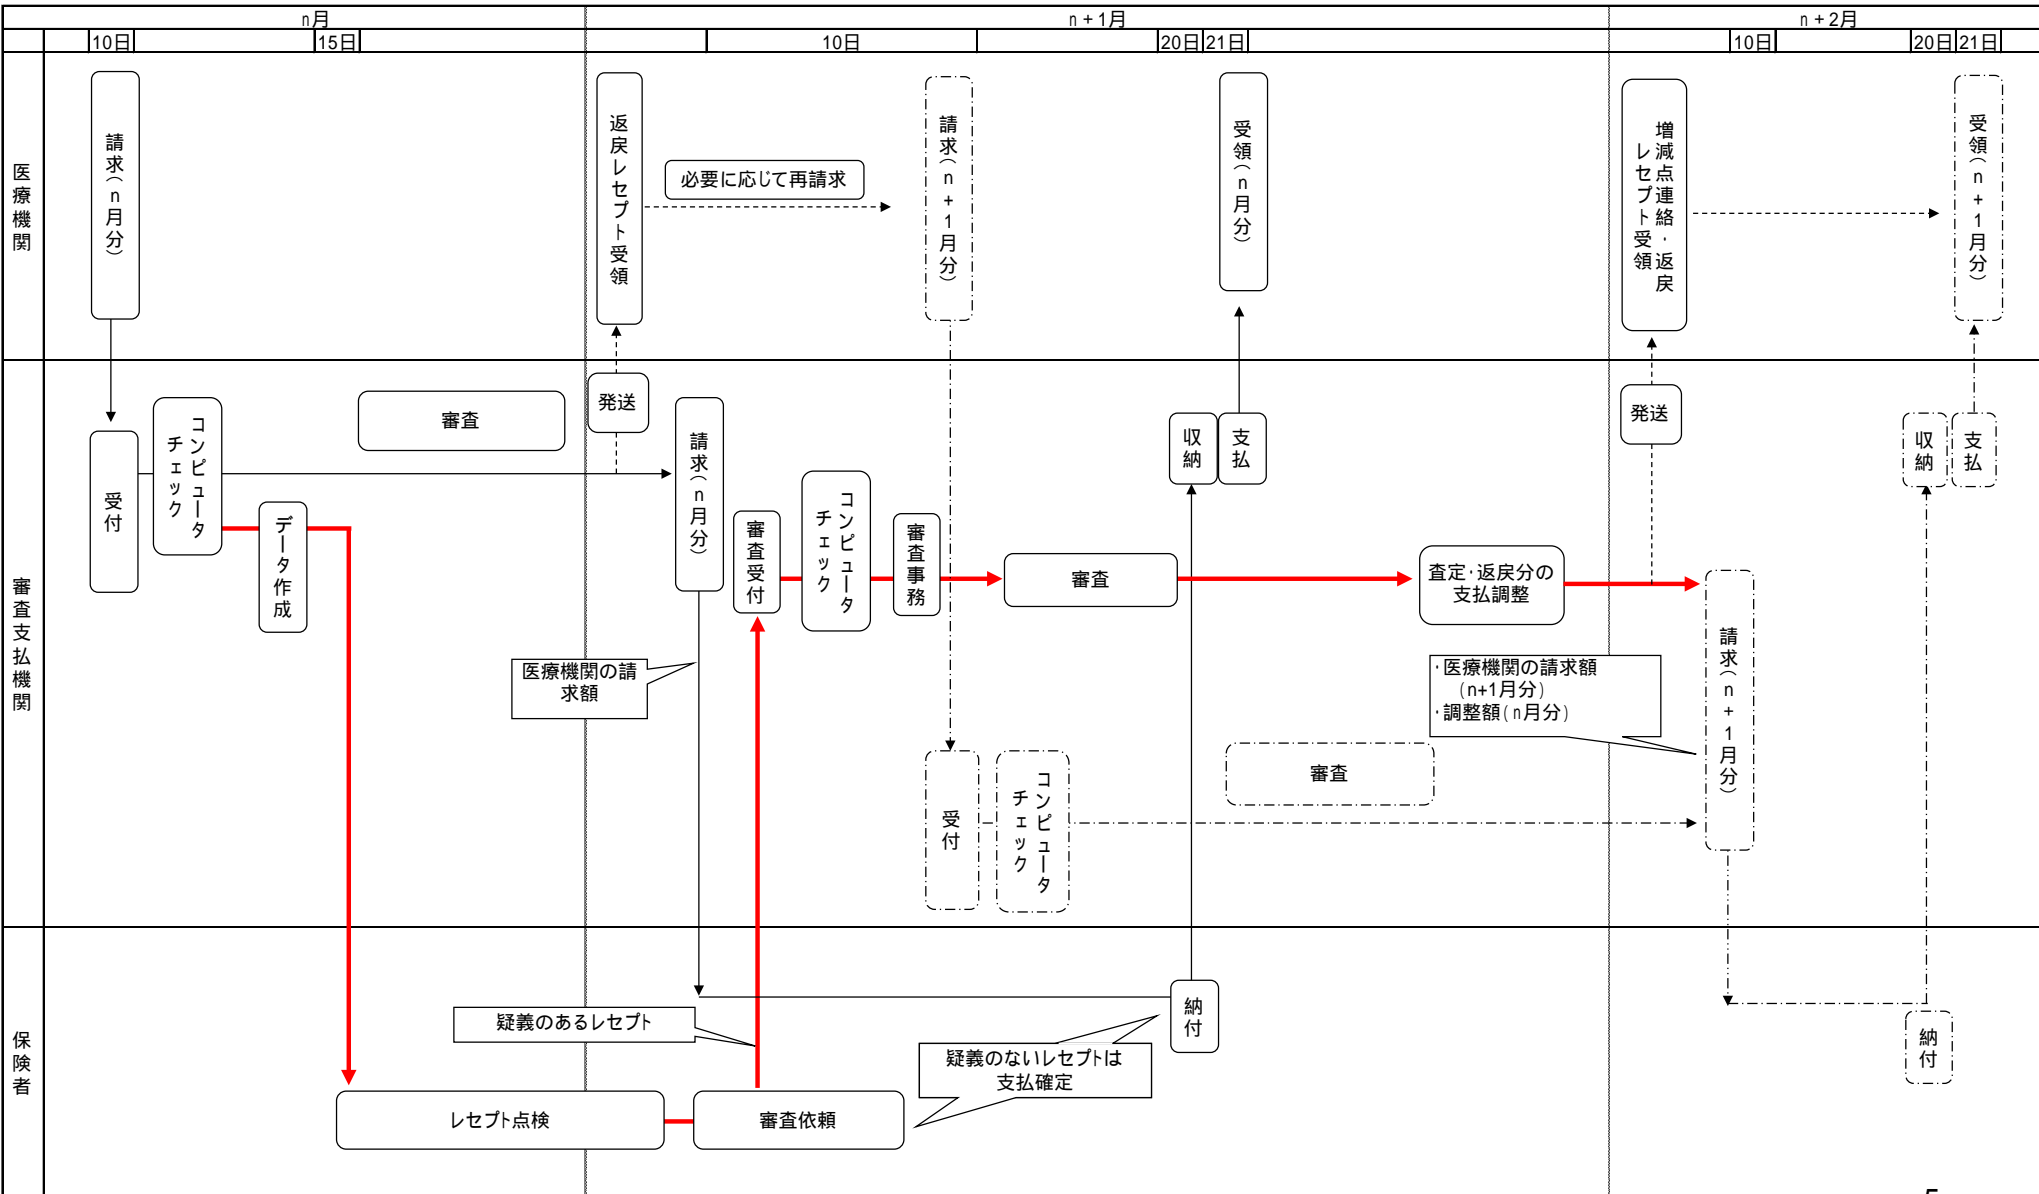 n月
n+1月
n+2月
10日
15日
10日
20日
21日
10日
20日
21日
医療機関
請求(n月分)
返戻レセプト受領
必要に応じて再請求
請求(n+1月分)
受領(n月分)
増減点連絡・返戻
レセプト受領
受領(n+1月分)
審査支払機関
受付
コンピュータ
チェック
データ作成
審査
発送
請求(n月分)
審査受付
コンピュータ
チェック
審査事務
審査
収納
支払
査定・返戻分の
支払調整
発送
収納
支払
医療機関の請
求額
・医療機関の請求額
(n+1月分)
・調整額(n月分)
請求(n+1月分)
受付
コンピュータ
チェック
審査
保険者
疑義のあるレセプト
納付
疑義のないレセプトは
支払確定
納付
レセプト点検
審査依頼